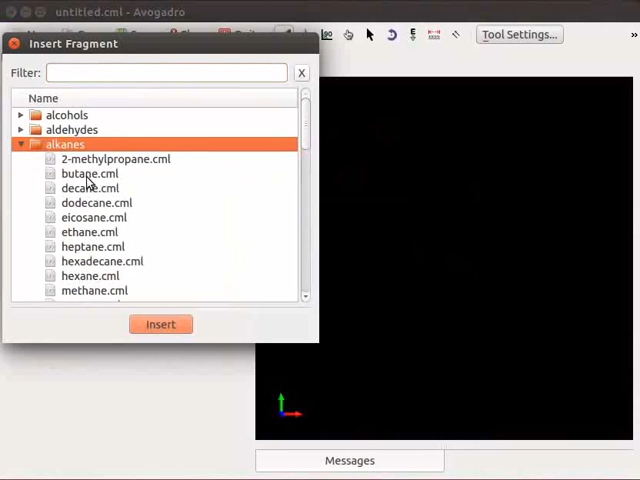 untitled.cml - Avogadro
Tool Settings...
»
Insert Fragment
Filter:
X
Name
alcohols
aldehydes
alkanes
2-methylpropane.cml
butane.cml
decane.cml
dodecane.cml
eicosane.cml
ethane.cml
heptane.cml
hexadecane.cml
hexane.cml
methane.cml
Insert
Messages